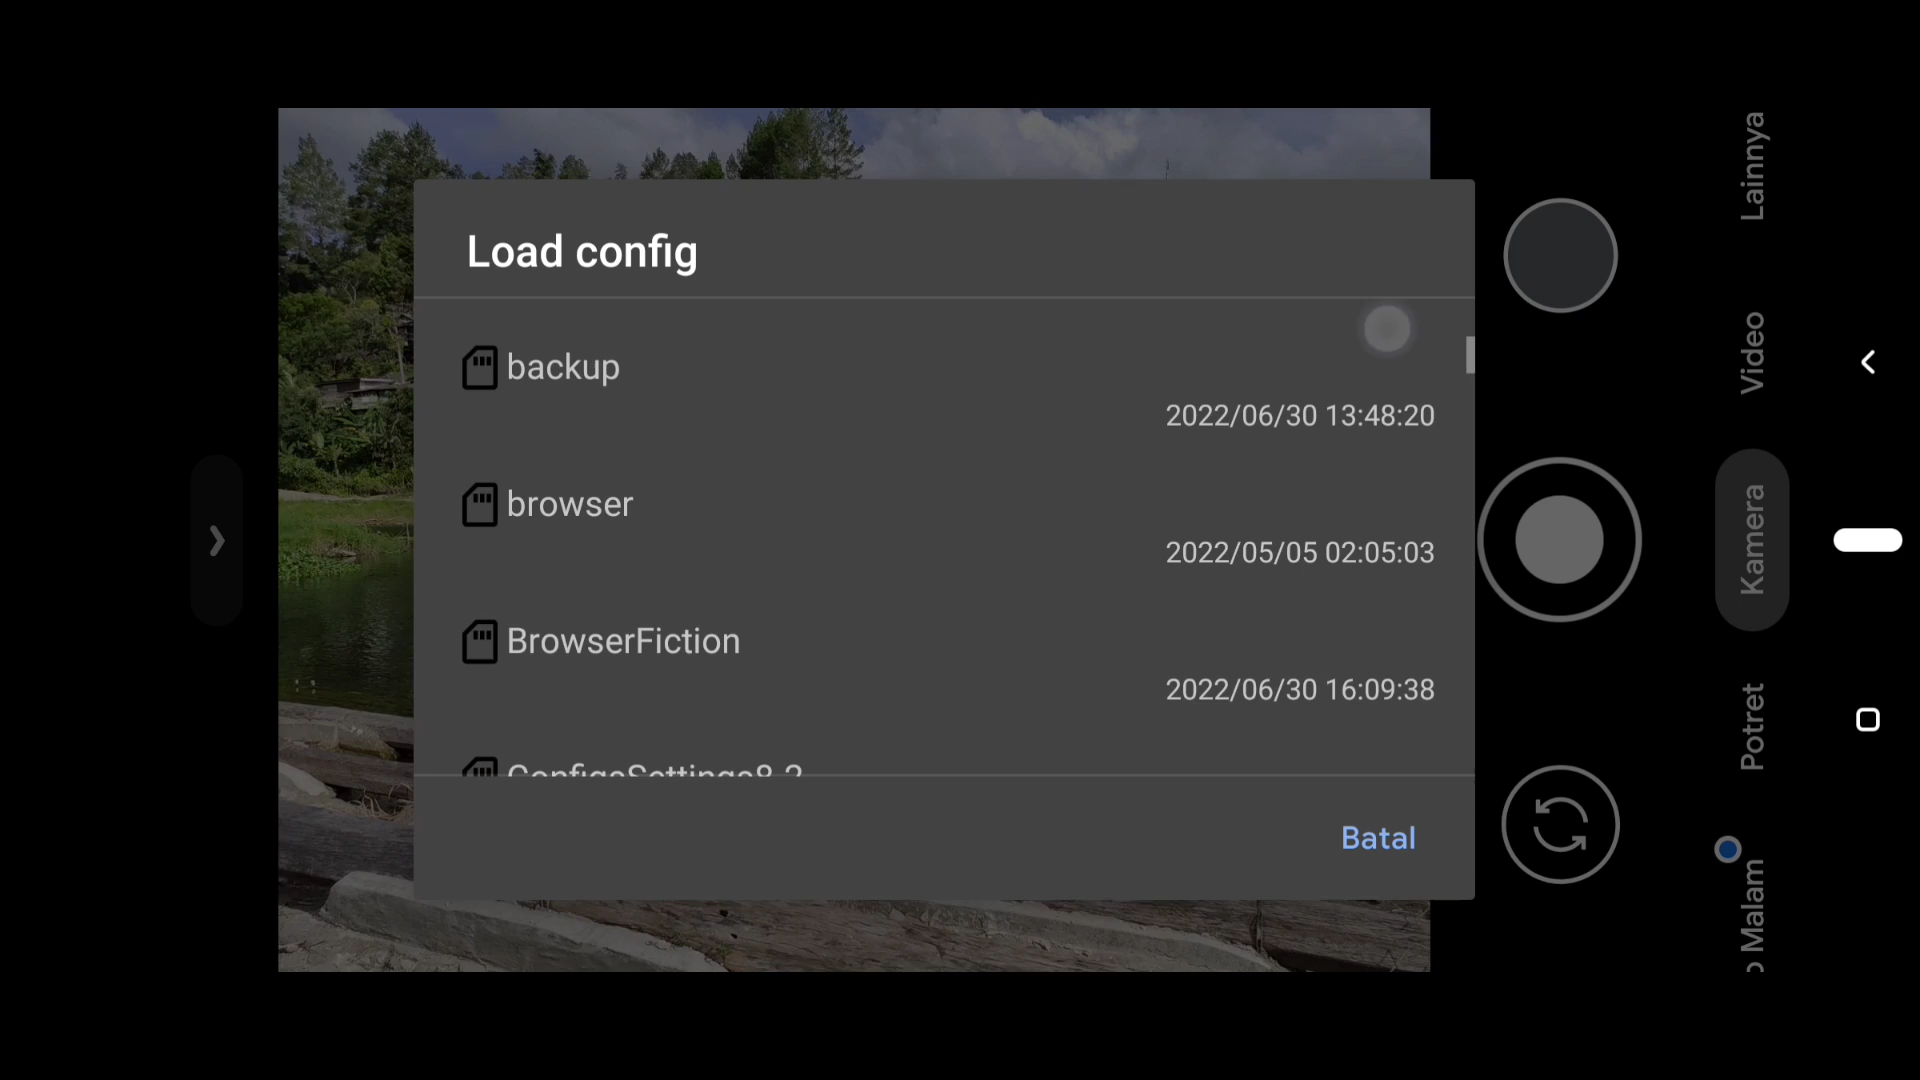 Load config
backup
2022/06/30 13:48:20
browser
2022/05/05 02:05:03
BrowserFiction
2022/06/30 16:09:38
Batal
Lainnya
Video
Kamera
Potret
Malam